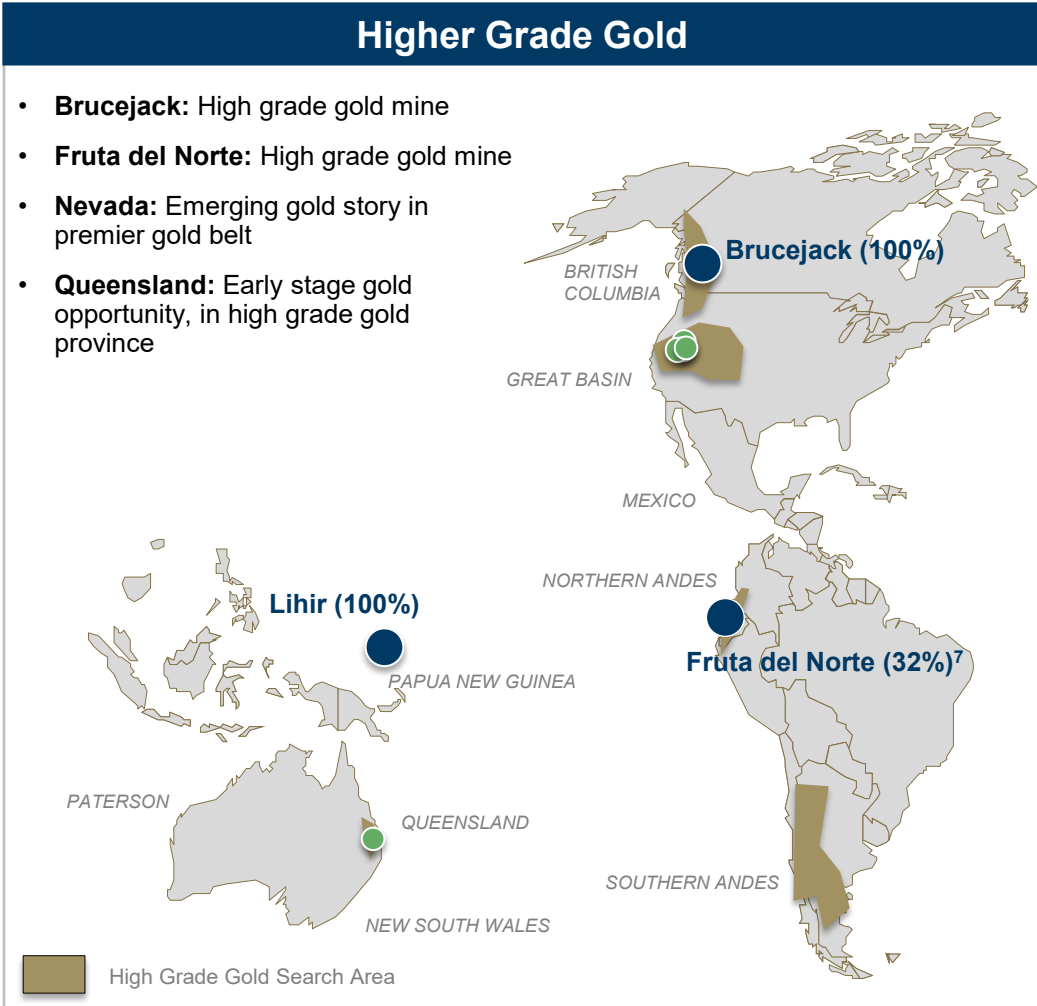 Higher Grade Gold
• Brucejack: High grade gold mine
• Fruta del Norte: High grade gold mine
• Nevada: Emerging gold story in
premier gold belt
• Queensland: Early stage gold
opportunity, in high grade gold
province
Brucejack (100%)
BRITISH
COLUMBIA
GREAT BASIN
MEXICO
NORTHERN ANDES
Lihir (100%)
Fruta del Norte (32%)⁷
PAPUA NEW GUINEA
PATERSON
QUEENSLAND
SOUTHERN ANDES
NEW SOUTH WALES
High Grade Gold Search Area